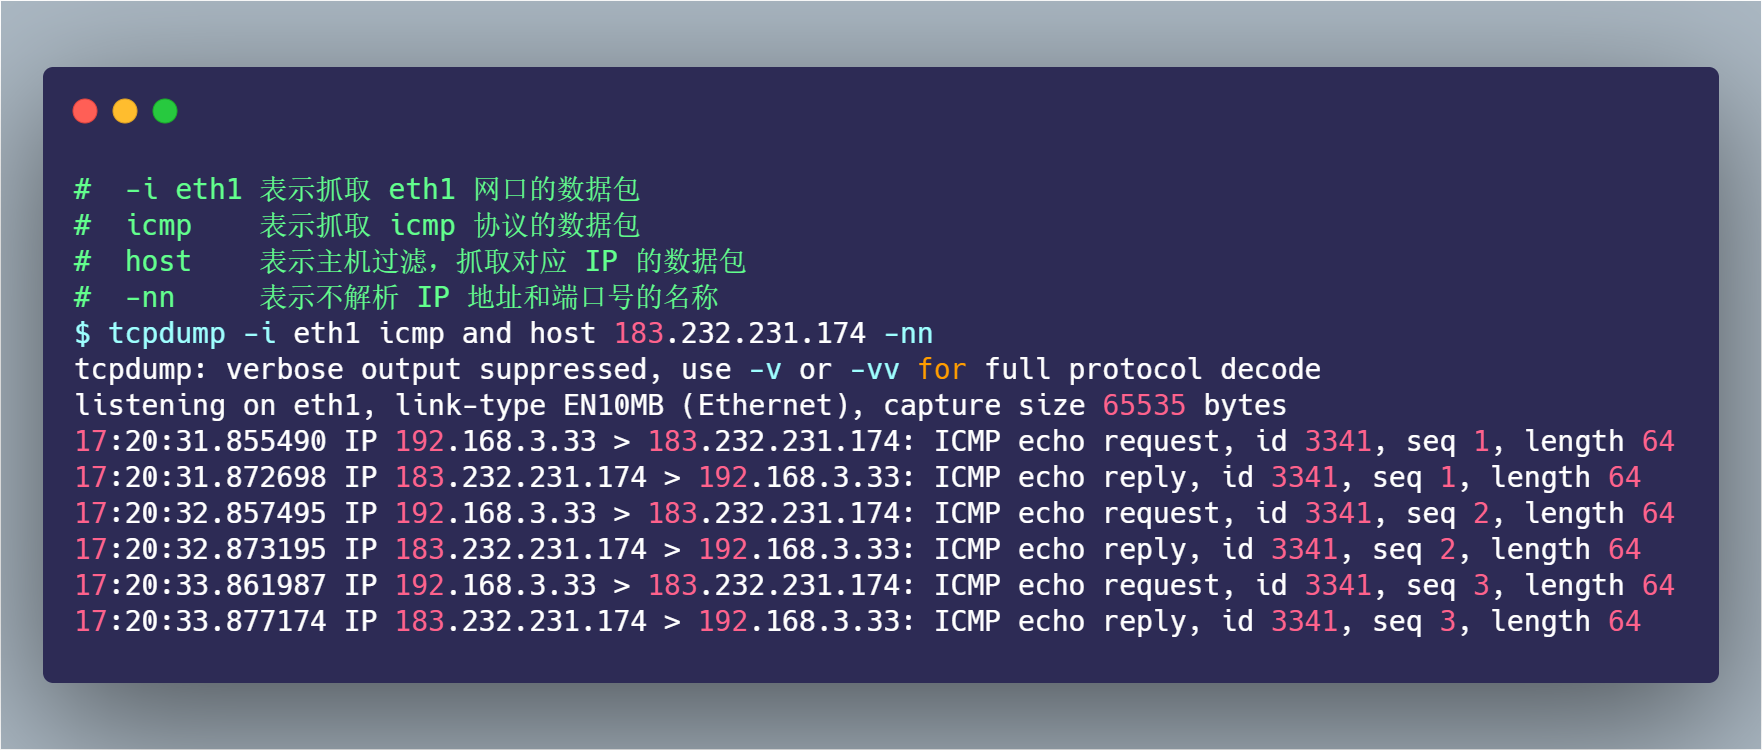 #  -i eth1 表示抓取 eth1 网口的数据包
#  icmp    表示抓取 icmp 协议的数据包
#  host    表示主机过滤，抓取对应 IP 的数据包
#  -nn     表示不解析 IP 地址和端口号的名称
$ tcpdump -i eth1 icmp and host 183.232.231.174 -nn
tcpdump: verbose output suppressed, use -v or -vv for full protocol decode
listening on eth1, link-type EN10MB (Ethernet), capture size 65535 bytes
17:20:31.855490 IP 192.168.3.33 > 183.232.231.174: ICMP echo request, id 3341, seq 1, length 64
17:20:31.872698 IP 183.232.231.174 > 192.168.3.33: ICMP echo reply, id 3341, seq 1, length 64
17:20:32.857495 IP 192.168.3.33 > 183.232.231.174: ICMP echo request, id 3341, seq 2, length 64
17:20:32.873195 IP 183.232.231.174 > 192.168.3.33: ICMP echo reply, id 3341, seq 2, length 64
17:20:33.861987 IP 192.168.3.33 > 183.232.231.174: ICMP echo request, id 3341, seq 3, length 64
17:20:33.877174 IP 183.232.231.174 > 192.168.3.33: ICMP echo reply, id 3341, seq 3, length 64